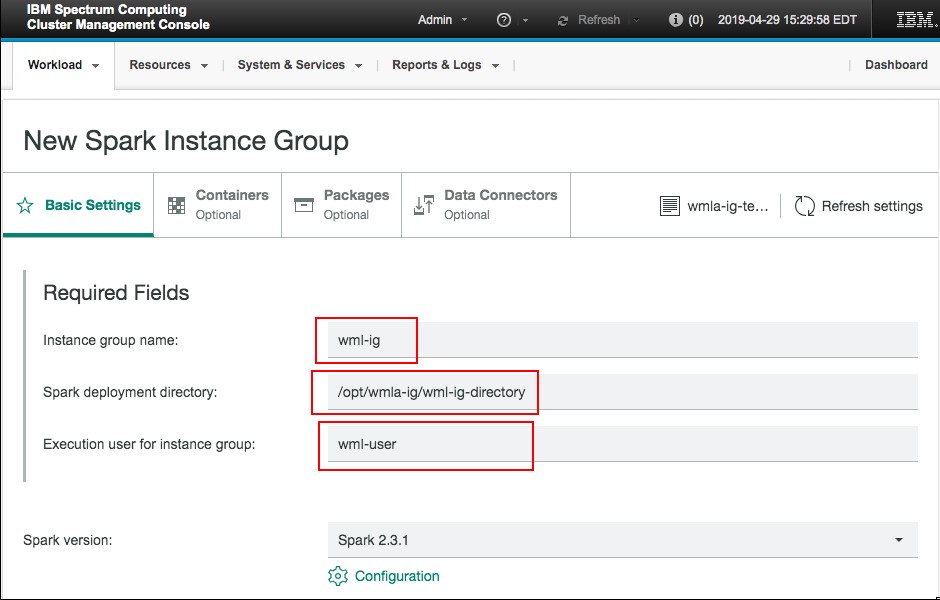 IBM Spectrum Computing
Cluster Management Console
Admin
Refresh
(0)
2019-04-29 15:29:58 EDT
IBM.
Workload
Resources
System & Services
Reports & Logs
Dashboard
New Spark Instance Group
Basic Settings
Containers
Optional
Packages
Optional
Data Connectors
Optional
wmla-ig-te...
Refresh settings
Required Fields
Instance group name:
wml-ig
Spark deployment directory:
/opt/wmla-ig/wml-ig-directory
Execution user for instance group:
wml-user
Spark version:
Spark 2.3.1
Configuration